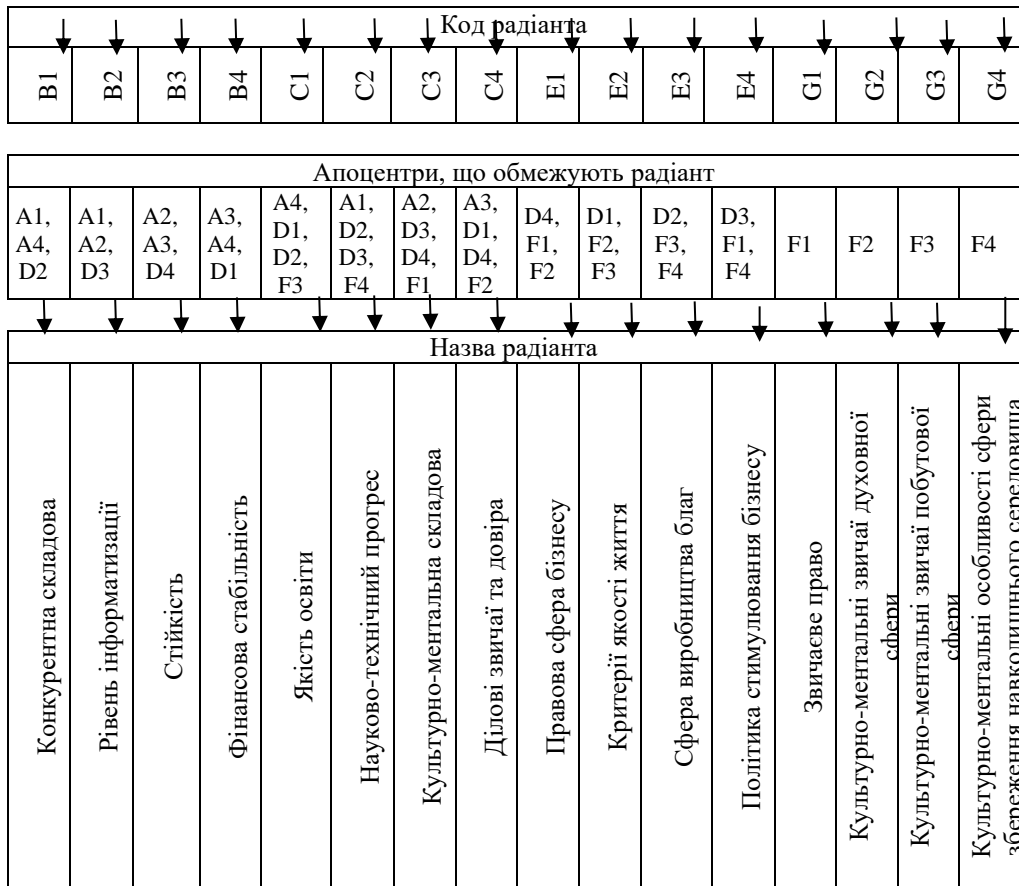 Код радіанта
B1
B2
B3
B4
C1
C2
C3
C4
E1
E2
E3
E4
G1
G2
G3
G4
Апоцентри, що обмежують радіант
A1,
A4,
D2
A1,
A2,
D3
A2,
A3,
D4
A3,
A4,
D1
A4,
D1,
D2,
F3
A1,
D2,
D3,
F4
A2,
D3,
D4,
F1
A3,
D1,
D4,
F2
D4,
F1,
F2
D1,
F2,
F3
D2,
F3,
F4
D3,
F1,
F4
F1
F2
F3
F4
Назва радіанта
Конкурентна складова
Рівень інформатизації
Стійкість
Фінансова стабільність
Якість освіти
Науково-технічний прогрес
Культурно-ментальна складова
Ділові звичаї та довіра
Правова сфера бізнесу
Критерії якості життя
Сфера виробництва благ
Політика стимулювання бізнесу
Звичаєве право
Культурно-ментальні звичаї духовної
сфери
Культурно-ментальні звичаї побутової
сфери
Культурно-ментальні особливості сфери
збереження навколишнього середовища